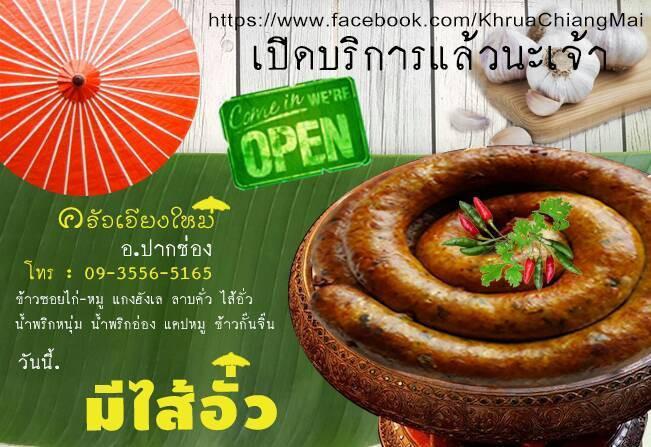 https://www.facebook.com/KhruaChiangMai
เปิดบริการแล้วนะเจ้า
Come in WE'RE
OPEN
ครัวเจียงใหม่
อ.ปากช่อง
โทร : 09-3556-5165
ข้าวซอยไก่-หมู แกงฮังเล ลาบคั่ว ไส้อั่ว
น้ำพริกหนุ่ม น้ำพริกอ่อง แคปหมู ข้าวกั๊นจิ๊น
วันนี้.
มีไส้อั่ว